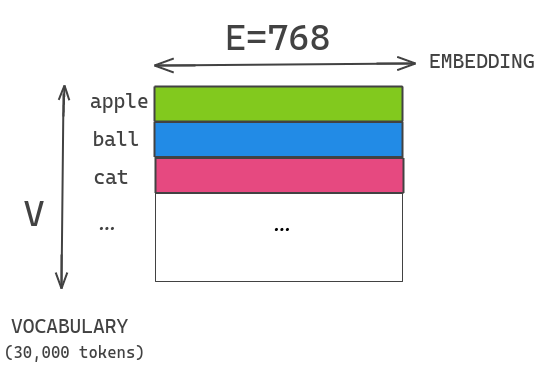 E=768
EMBEDDING
apple
ball
cat
V
... ...
VOCABULARY
(30,000 tokens)